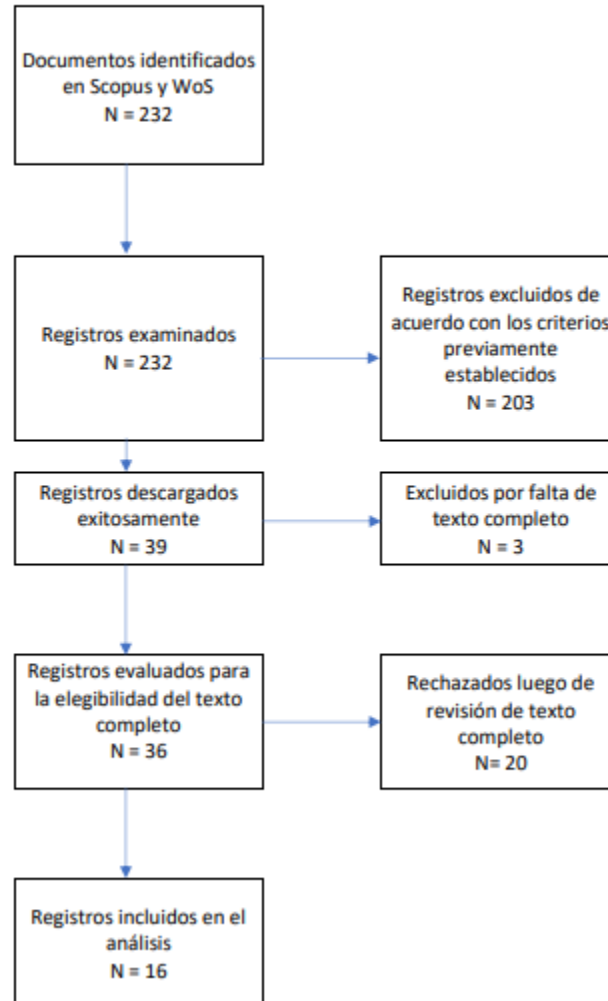 Documentos identificados
en Scopus y WoS
N = 232
Registros examinados
N = 232
Registros excluidos de
acuerdo con los criterios
previamente
establecidos
N = 203
Registros descargados
exitosamente
N = 39
Excluidos por falta de
texto completo
N = 3
Registros evaluados para
la elegibilidad del texto
completo
N = 36
Rechazados luego de
revisión de texto
completo
N= 20
Registros incluidos en el
análisis
N = 16